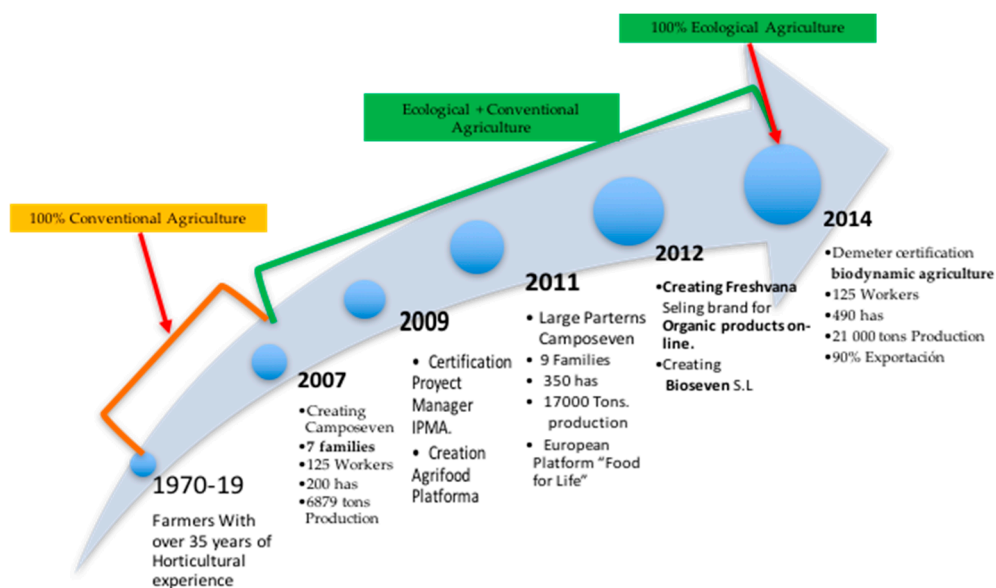 100% Ecological Agriculture
Ecological + Conventional
Agriculture
100% Conventional Agriculture
1970-19
Farmers With
over 35 years of
Horticultural
experience
2007
•Creating
Camposeven
•7 families
•125 Workers
•200 has
•6879 tons
Production
2009
• Certification
Proyect
Manager
IPMA.
• Creation
Agrifood
Platforma
2011
• Large Parterns
Camposeven
• 9 Families
• 350 has
• 17000 Tons.
production
• European
Platform “Food
for Life”
2012
•Creating Freshvana
Seling brand for
Organic products on-
line.
•Creating
Bioseven S.L
2014
•Demeter certification
biodynamic agriculture
•125 Workers
•490 has
•21 000 tons Production
•90% Exportación